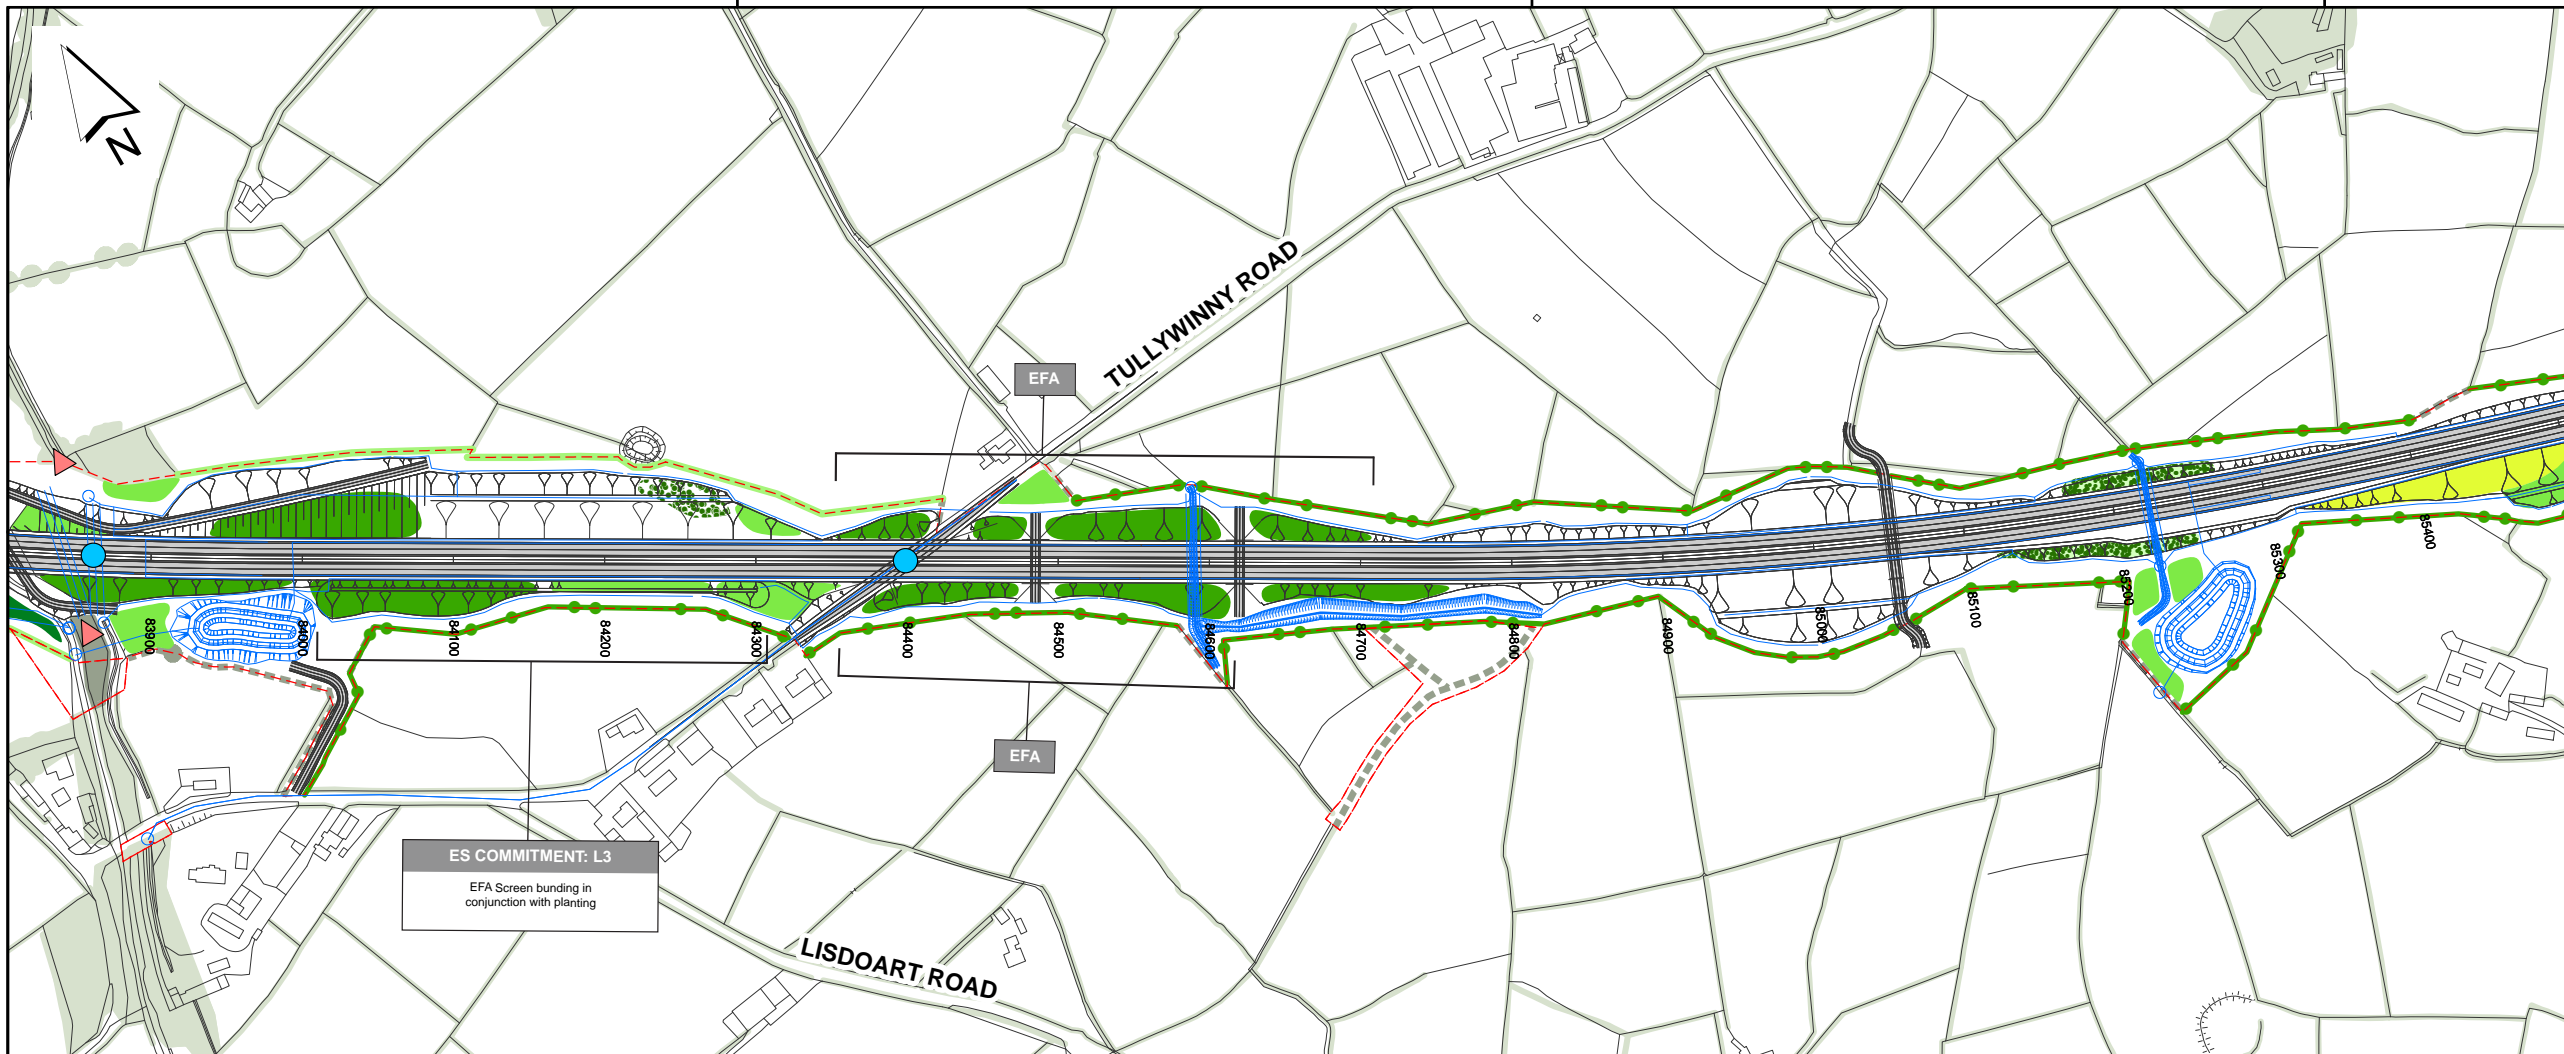 N
TULLYWINNY ROAD
EFA
83900
84000
84100
84200
84300
84400
84500
84600
84700
84800
84900
85000
85100
85200
85300
85400
EFA
ES COMMITMENT: L3
EFA Screen bunding in
conjunction with planting
LISDOART ROAD